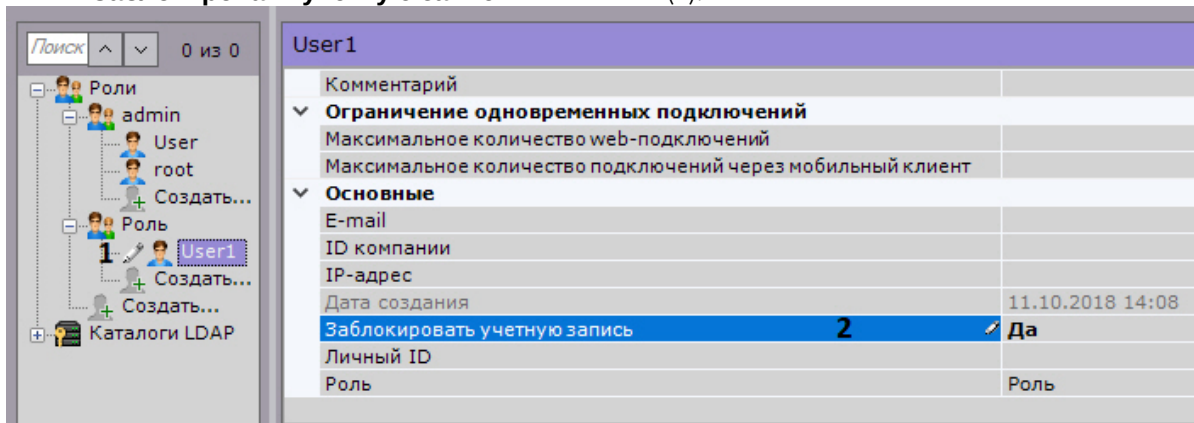 Поиск 0 из 0
Роли
admin
User
root
Создать...
Роль
1 User1
Создать...
Создать...
Каталоги LDAP
User1
Комментарий
Ограничение одновременных подключений
Максимальное количество web-подключений
Максимальное количество подключений через мобильный клиент
Основные
E-mail
ID компании
IP-адрес
Дата создания 11.10.2018 14:08
Заблокировать учетную запись 2 Да
Личный ID
Роль Роль